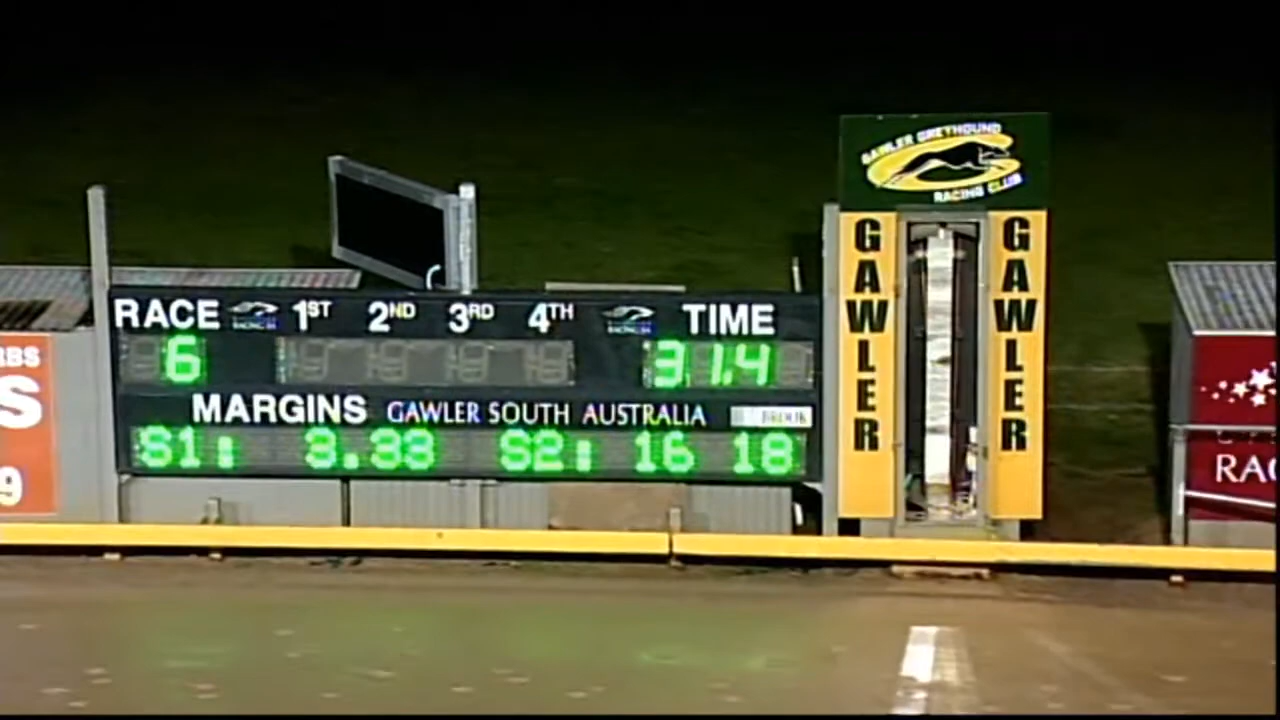 GAWLER GREYHOUND
RACING CLUB
GAWLER
GAWLER
RACE 1ST 2ND 3RD 4TH TIME
6 31.4
MARGINS GAWLER SOUTH AUSTRALIA
S1: 3.33 S2: 16 18
BBS
S
9
RAC